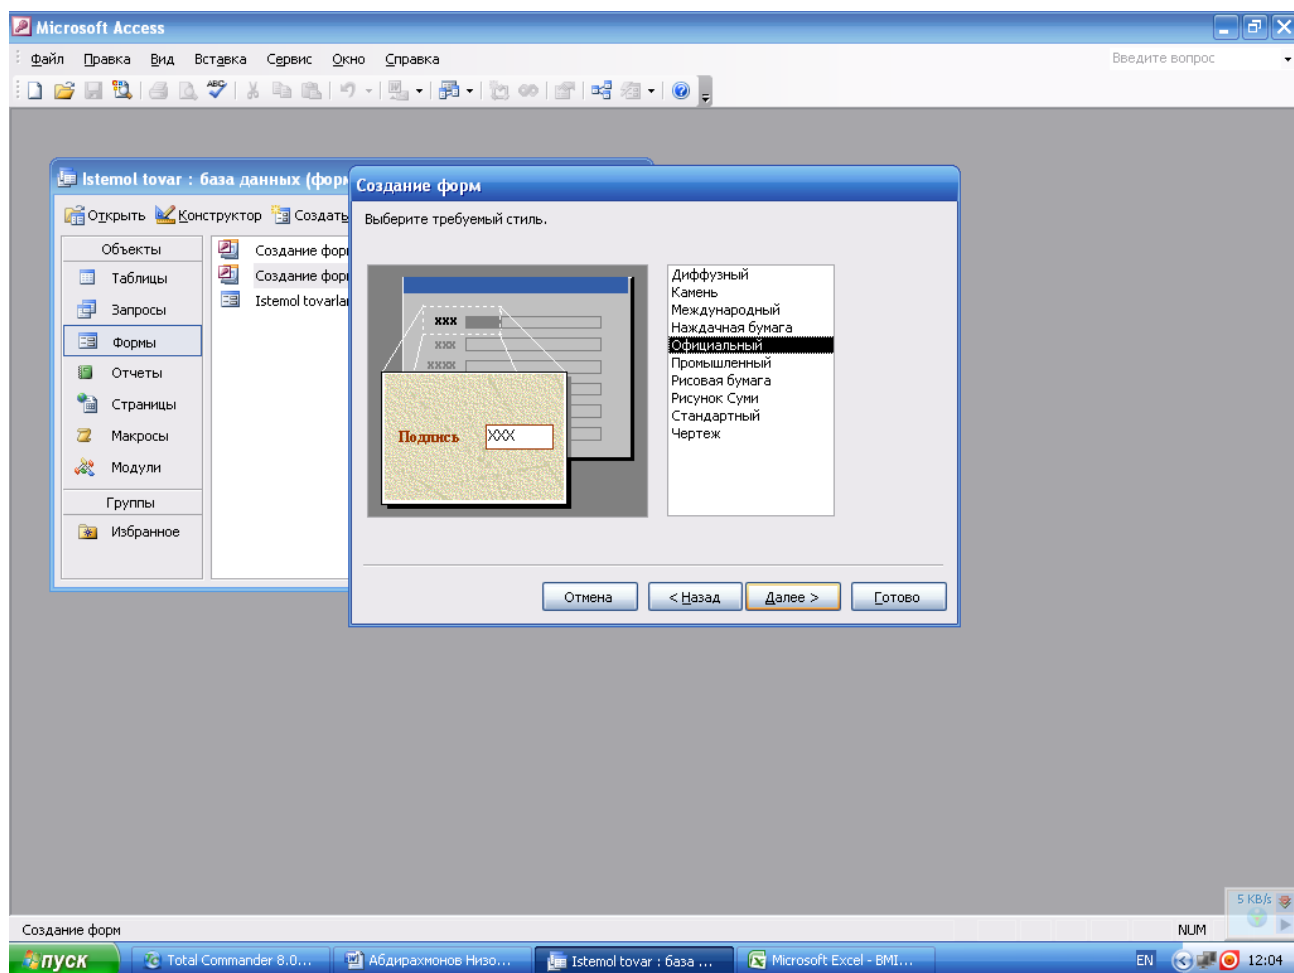 Microsoft Access
Файл Правка Вид Вставка Сервис Окно Справка Введите вопрос
Istemol tovar : база данных (форм
Открыть Конструктор Создать
Объекты
Таблицы
Запросы
Формы
Отчеты
Страницы
Макросы
Модули
Группы
Избранное
Создание фор
Создание фор
Istemol tovarla
Создание форм
Выберите требуемый стиль.
xxx
xxx
xxxx
Подпись XXX
Диффузный
Камень
Международный
Наждачная бумага
Официальный
Промышленный
Рисовая бумага
Рисунок Суми
Стандартный
Чертеж
Отмена < Назад Далее > Готово
5 KB/s
Создание форм NUM
пуск Total Commander 8.0... Абдирахмонов Низо... Istemol tovar : база ... Microsoft Excel - BMI... EN 12:04